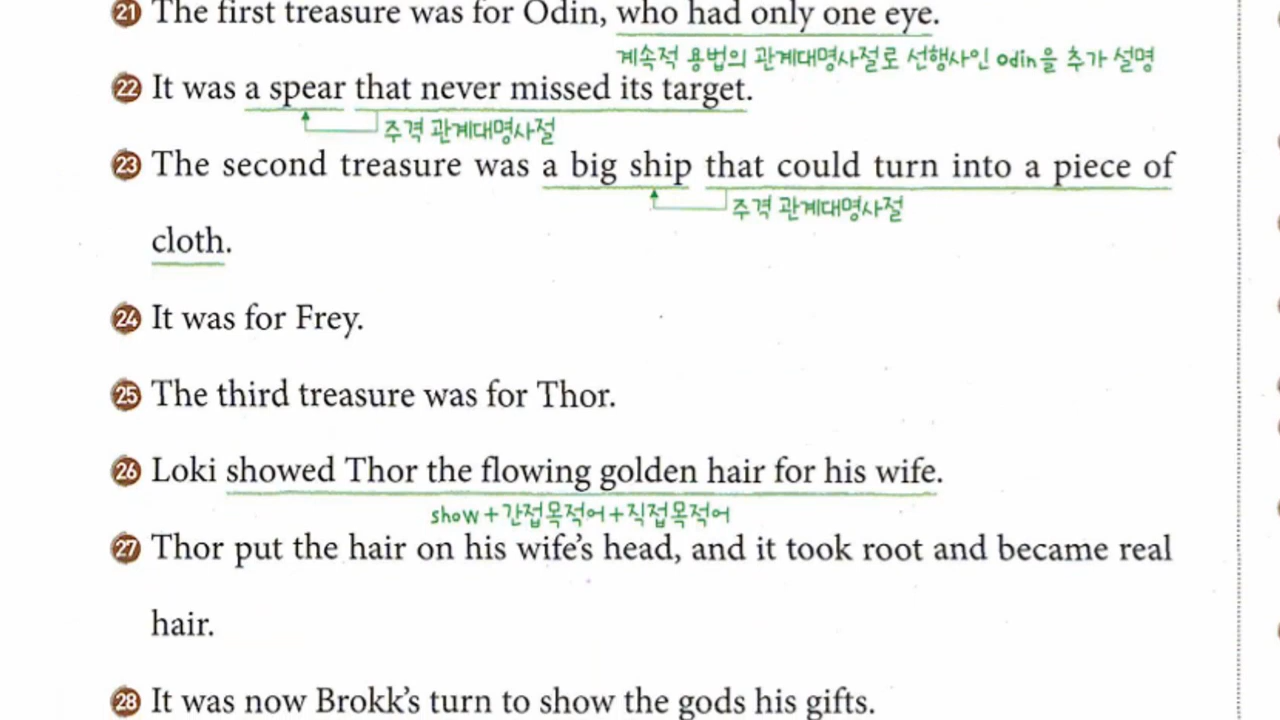 21 The first treasure was for Odin, who had only one eye.
계속적 용법의 관계대명사절로 선행사인 odin을 추가 설명
22 It was a spear that never missed its target.
주격 관계대명사절
23 The second treasure was a big ship that could turn into a piece of
주격 관계대명사절
cloth.
24 It was for Frey.
25 The third treasure was for Thor.
26 Loki showed Thor the flowing golden hair for his wife.
show+간접목적어+직접목적어
27 Thor put the hair on his wife's head, and it took root and became real
hair.
28 It was now Brokk's turn to show the gods his gifts.